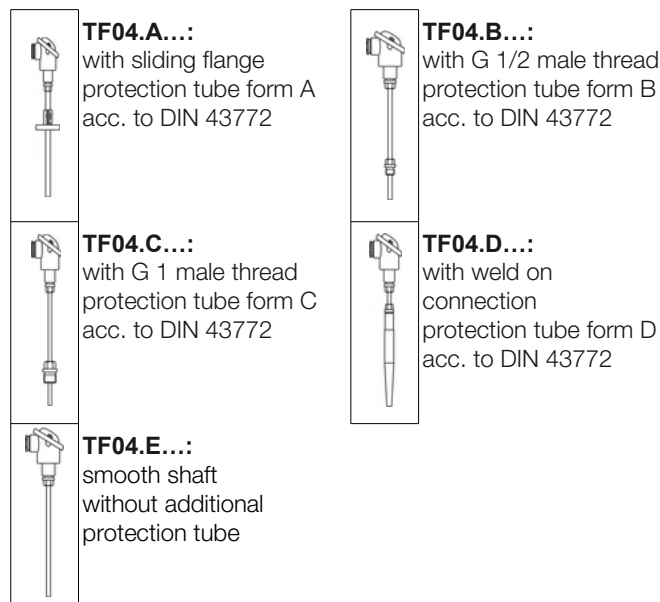 TF04.A…:
with sliding flange
protection tube form A
acc. to DIN 43772
TF04.B…:
with G 1/2 male thread
protection tube form B
acc. to DIN 43772
TF04.C…:
with G 1 male thread
protection tube form C
acc. to DIN 43772
TF04.D…:
with weld on
connection
protection tube form D
acc. to DIN 43772
TF04.E…:
smooth shaft
without additional
protection tube